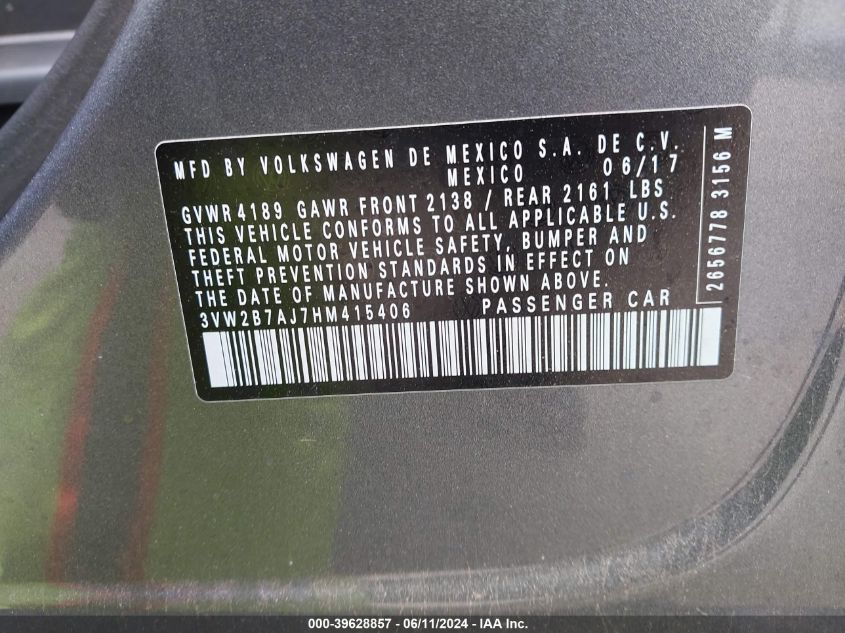 MFD BY VOLKSWAGEN DE MEXICO S.A. DE C.V.
MEXICO 06/17
GVWR 4189 GAWR FRONT 2138 / REAR 2161 LBS
THIS VEHICLE CONFORMS TO ALL APPLICABLE U.S.
FEDERAL MOTOR VEHICLE SAFETY, BUMPER AND
THEFT PREVENTION STANDARDS IN EFFECT ON
THE DATE OF MANUFACTURE SHOWN ABOVE.
3VW2B7AJ7HM415406 PASSENGER CAR
2656778 3156 M
000-39628857 - 06/11/2024 - IAA Inc.